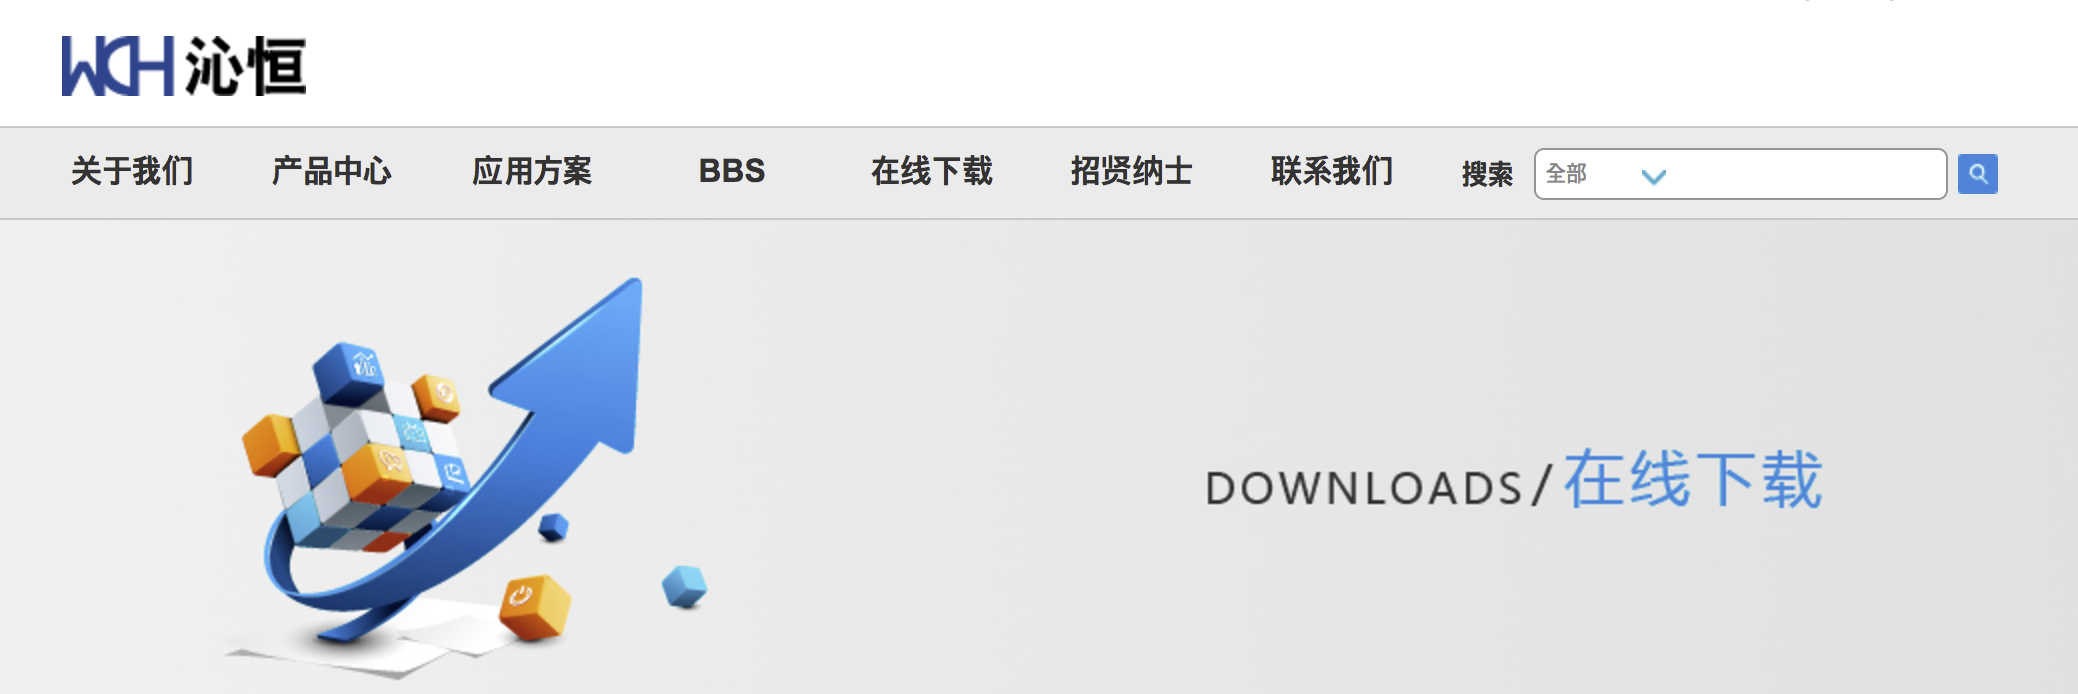 WCH 沁恒
关于我们 产品中心 应用方案 BBS 在线下载 招贤纳士 联系我们 搜索 全部
DOWNLOADS/在线下载